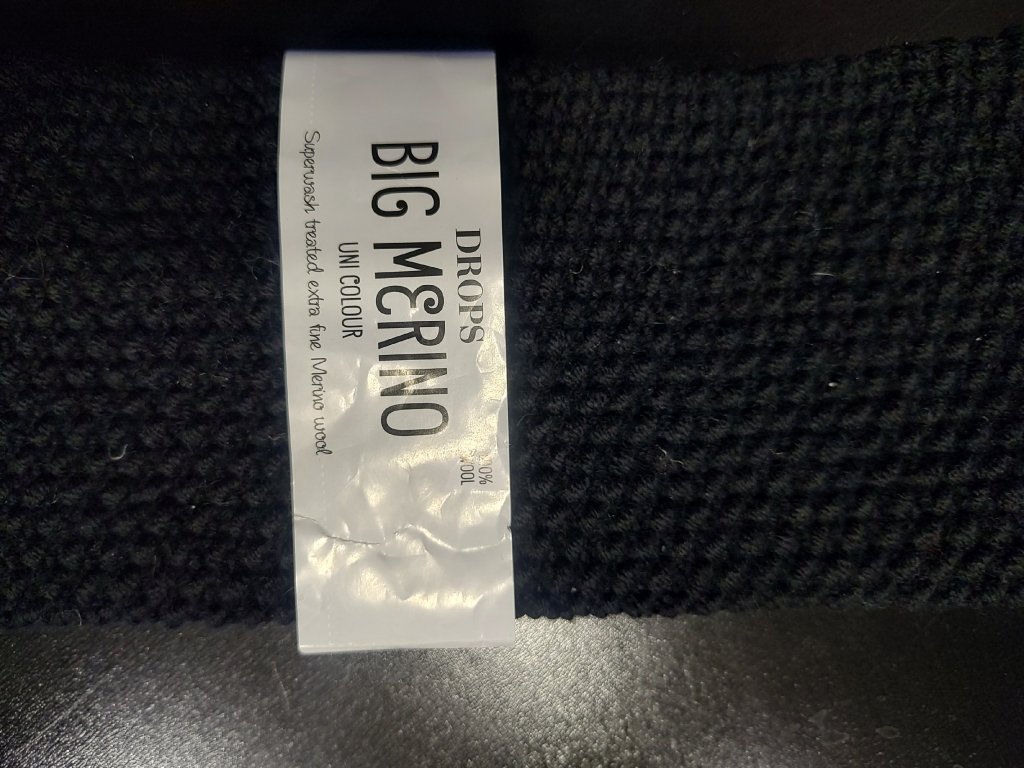 DROPS
BIG MERINO
UNI COLOUR
Superwash treated extra fine Merino wool